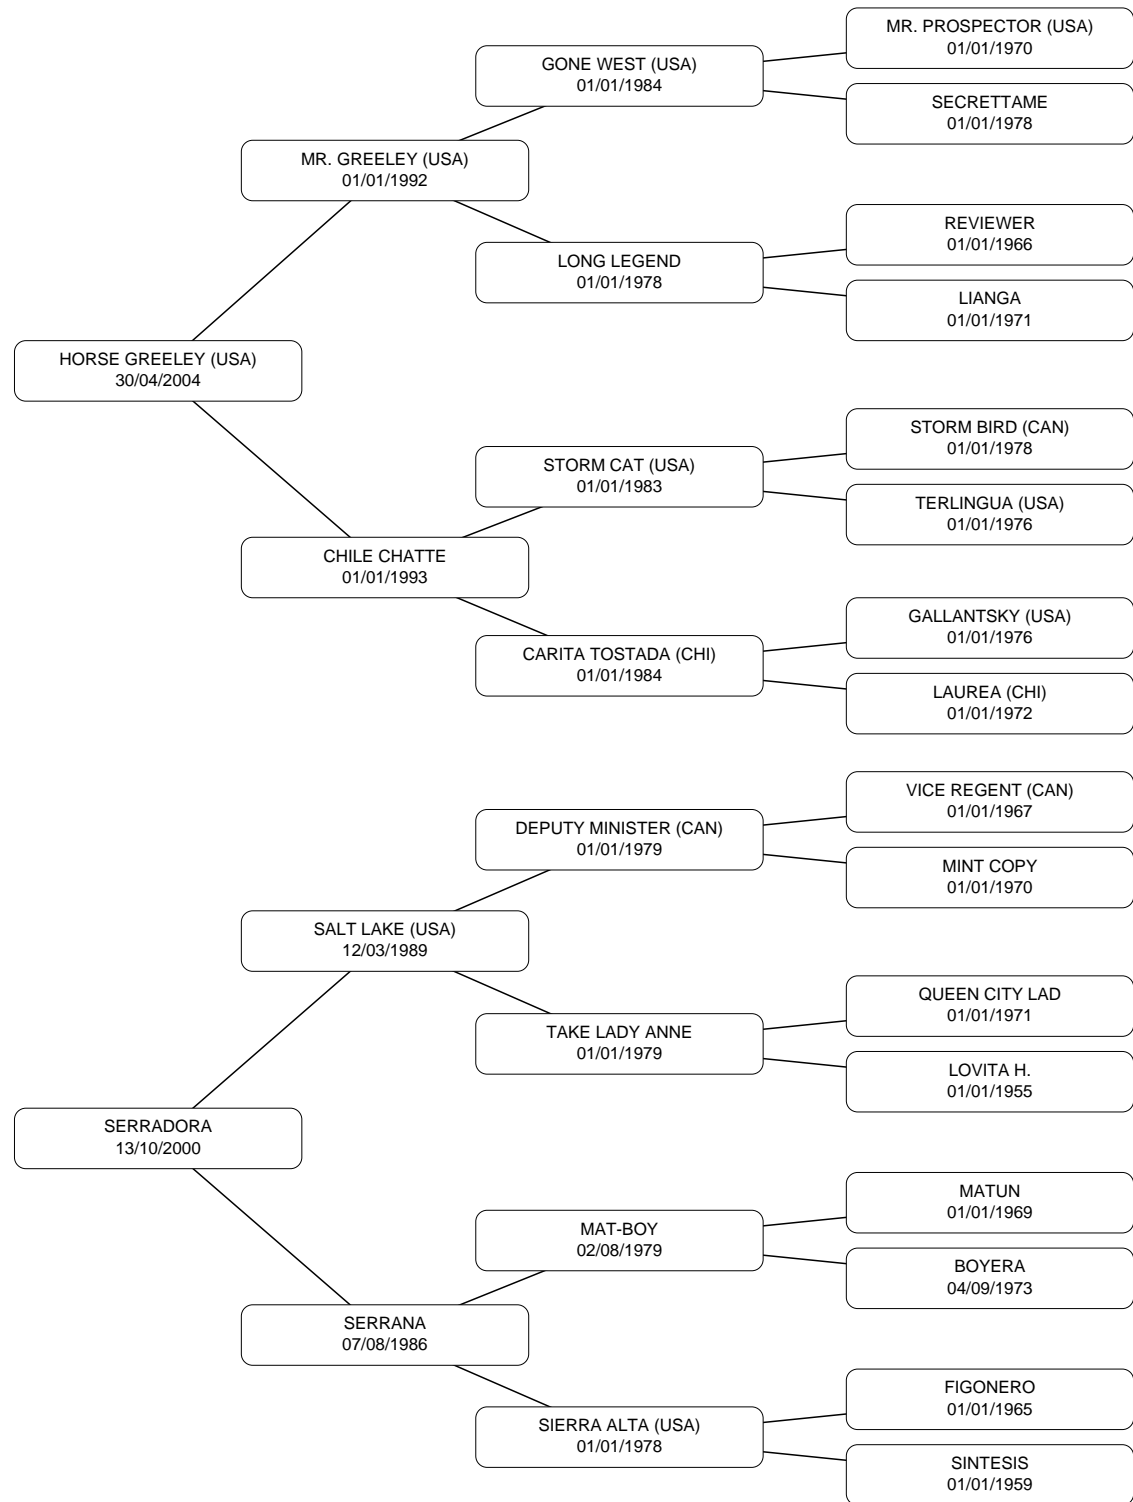 MR. PROSPECTOR (USA)
01/01/1970
GONE WEST (USA)
01/01/1984
SECRETTAME
01/01/1978
MR. GREELEY (USA)
01/01/1992
REVIEWER
01/01/1966
LONG LEGEND
01/01/1978
LIANGA
01/01/1971
HORSE GREELEY (USA)
30/04/2004
STORM BIRD (CAN)
01/01/1978
STORM CAT (USA)
01/01/1983
TERLINGUA (USA)
01/01/1976
CHILE CHATTE
01/01/1993
GALLANTSKY (USA)
01/01/1976
CARITA TOSTADA (CHI)
01/01/1984
LAUREA (CHI)
01/01/1972
VICE REGENT (CAN)
01/01/1967
DEPUTY MINISTER (CAN)
01/01/1979
MINT COPY
01/01/1970
SALT LAKE (USA)
12/03/1989
QUEEN CITY LAD
01/01/1971
TAKE LADY ANNE
01/01/1979
LOVITA H.
01/01/1955
SERRADORA
13/10/2000
MATUN
01/01/1969
MAT-BOY
02/08/1979
BOYERA
04/09/1973
SERRANA
07/08/1986
FIGONERO
01/01/1965
SIERRA ALTA (USA)
01/01/1978
SINTESIS
01/01/1959